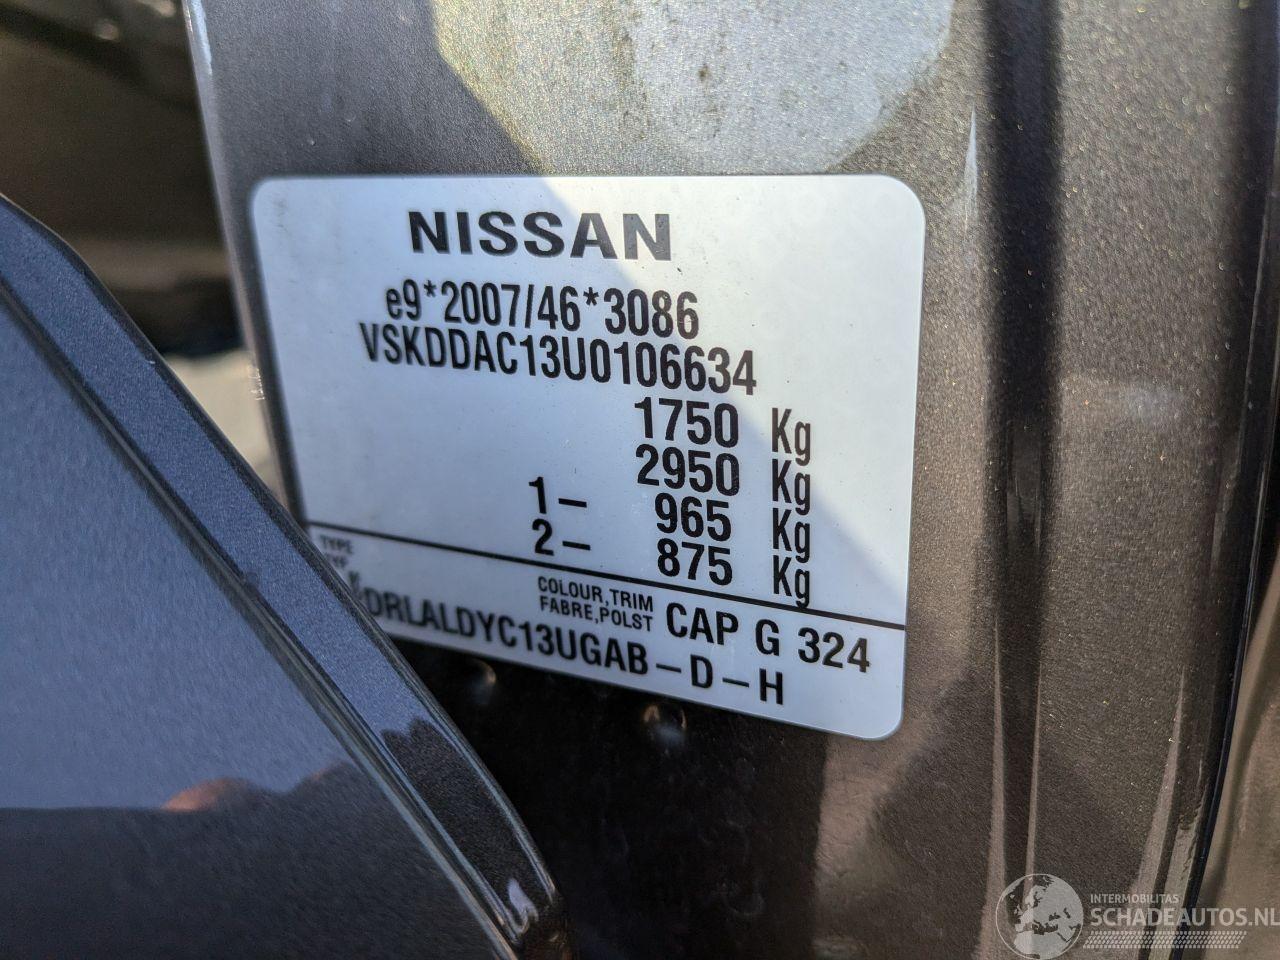 NISSAN
e9*2007/46*3086
VSKDDAC13U0106634
1750 Kg
2950 Kg
1- 965 Kg
2- 875 Kg
TYPE
COLOUR,TRIM
FABRE,POLST
CAP G 324
DRLALDYC13UGAB-D-H
INTERMOBILITAS
SCHADEAUTOS.NL